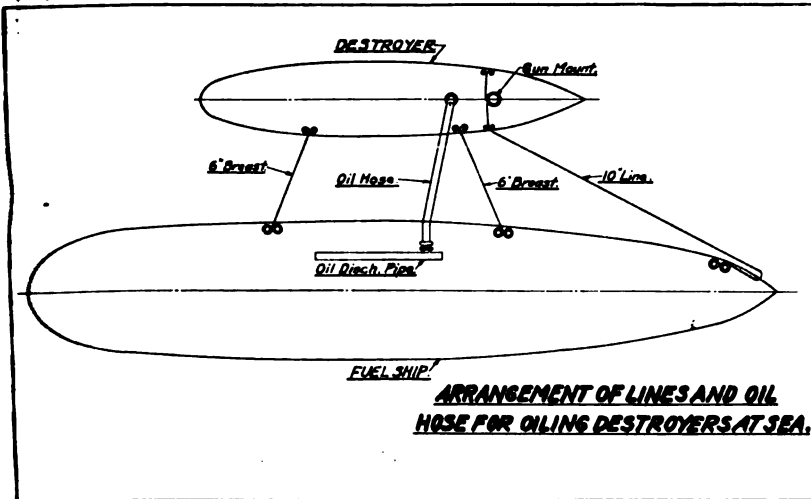 DESTROYER
Gun Mount.
6" Breast
Oil Hose
6" Breast.
10" Line.
Oil Disch. Pipe
FUEL SHIP.
ARRANGEMENT OF LINES AND OIL
HOSE FOR OILING DESTROYERS AT SEA.